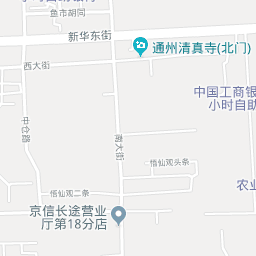 鱼市胡同
新华东街
通州清真寺(北门)
西大街
中国工商银
小时自助
中仓路
南大街
悟仙观头条
农业
悟仙观二条
京信长途营业
厅第18分店